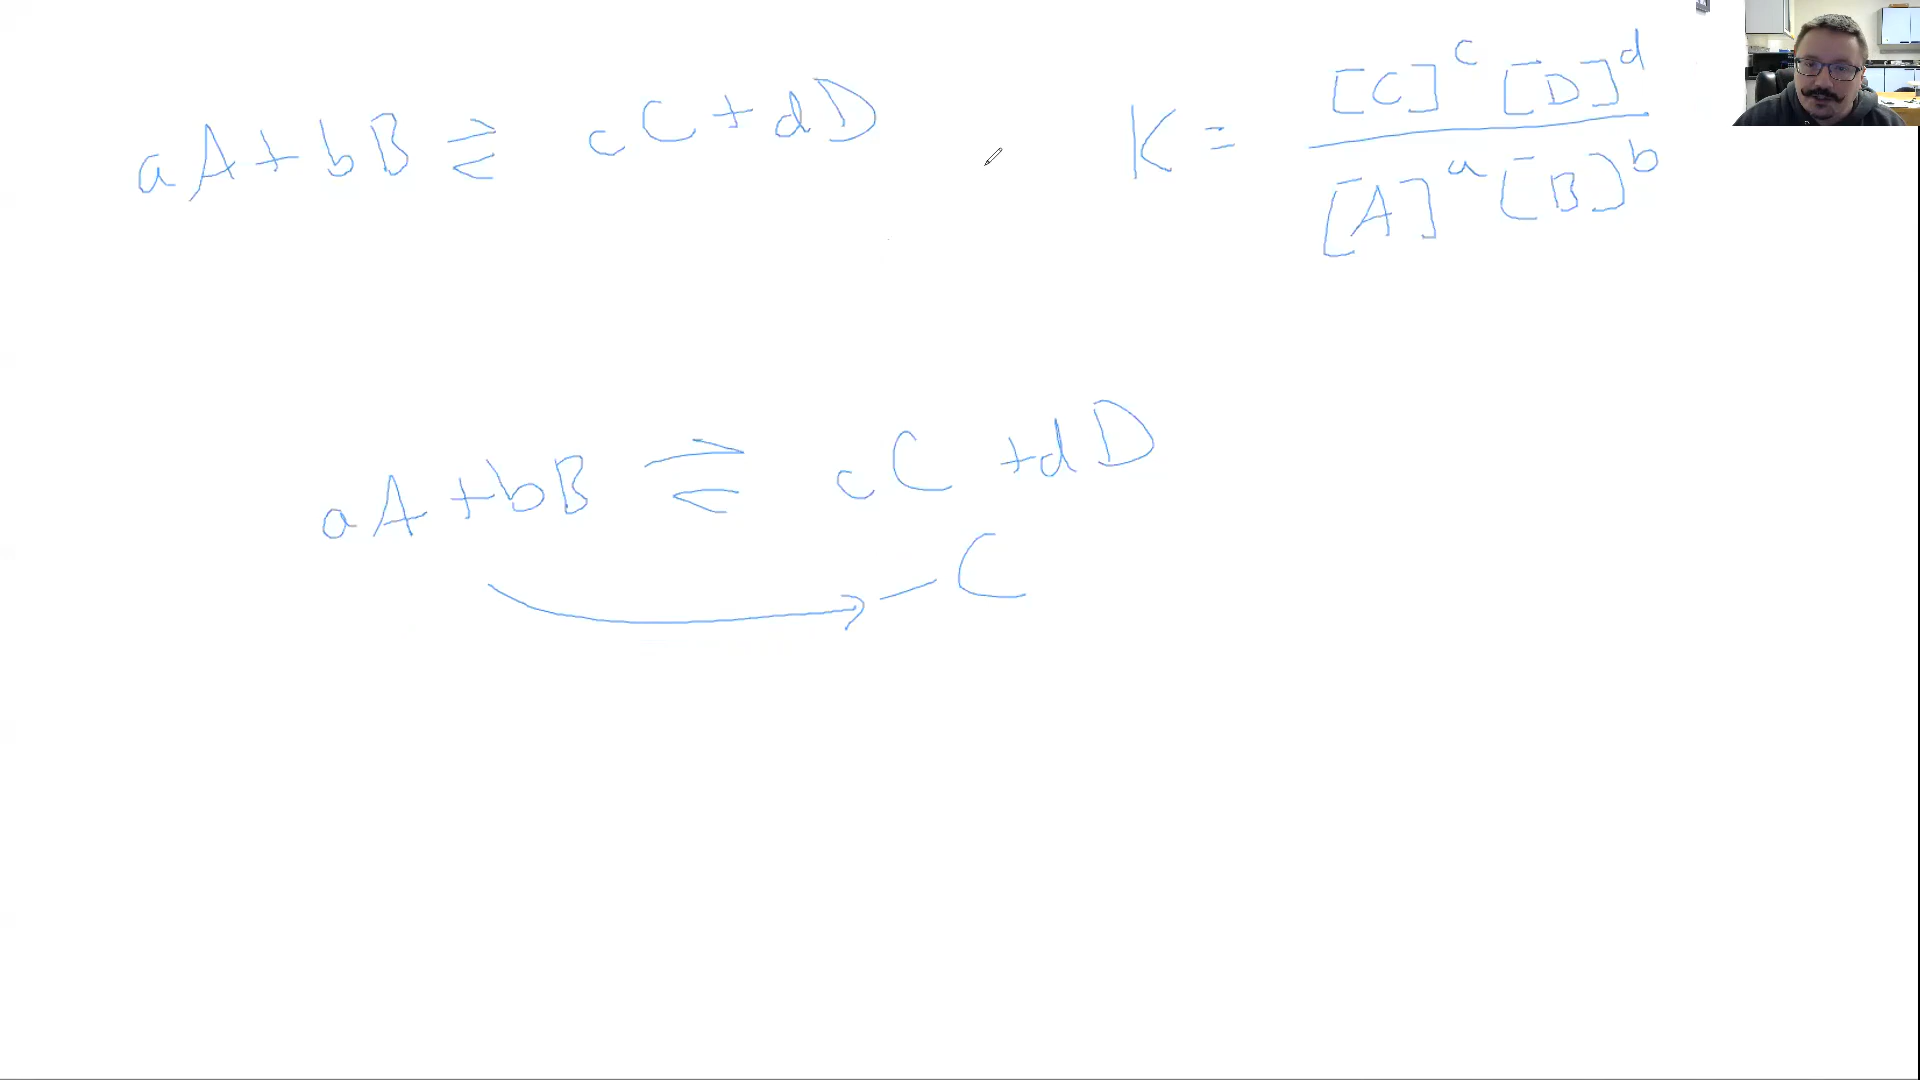 aA + bB ⇌ cC + dD
K = [C]^c [D]^d / [A]^a [B]^b
aA + bB ⇌ cC + dD
→ - C